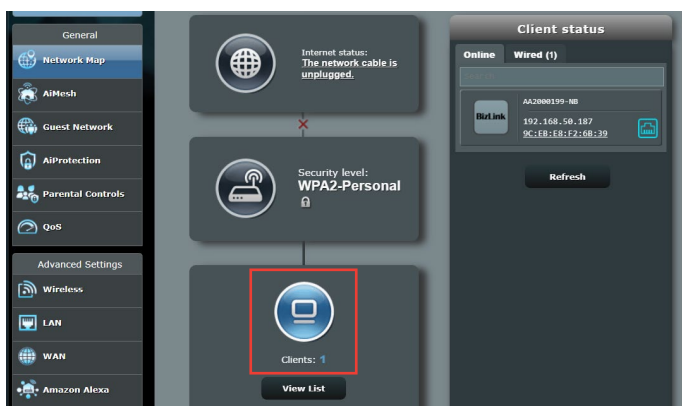 General
Network Map
AiMesh
Guest Network
AiProtection
Parental Controls
QoS
Advanced Settings
Wireless
LAN
WAN
Amazon Alexa
Internet status:
The network cable is
unplugged.
Security level:
WPA2-Personal
Clients: 1
View List
Client status
Online Wired (1)
Search
BizLink
AA2000199-NB
192.168.50.187
9C:EB:E8:F2:6B:39
Refresh